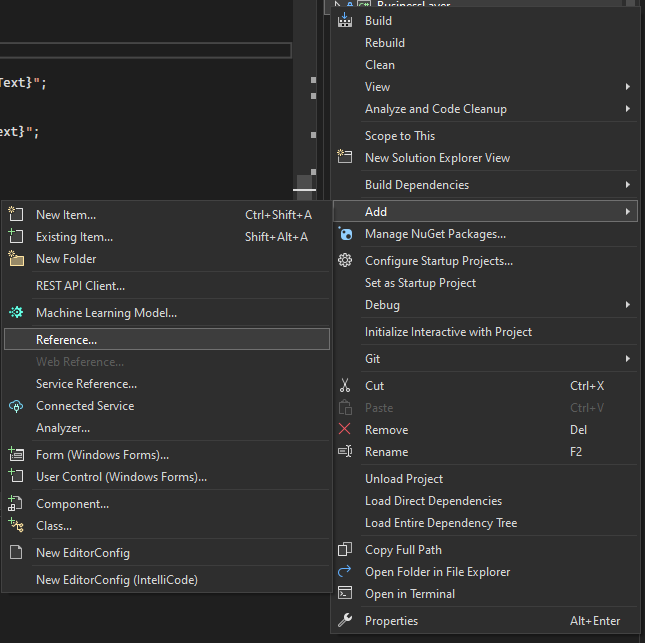 BusinessLayer
Text}";
ext}";
Build
Rebuild
Clean
View
Analyze and Code Cleanup
Scope to This
New Solution Explorer View
Build Dependencies
Add
Manage NuGet Packages...
Configure Startup Projects...
Set as Startup Project
Debug
Initialize Interactive with Project
Git
Cut Ctrl+X
Paste Ctrl+V
Remove Del
Rename F2
Unload Project
Load Direct Dependencies
Load Entire Dependency Tree
Copy Full Path
Open Folder in File Explorer
Open in Terminal
Properties Alt+Enter
New Item... Ctrl+Shift+A
Existing Item... Shift+Alt+A
New Folder
REST API Client...
Machine Learning Model...
Reference...
Web Reference...
Service Reference...
Connected Service
Analyzer...
Form (Windows Forms)...
User Control (Windows Forms)...
Component...
Class...
New EditorConfig
New EditorConfig (IntelliCode)